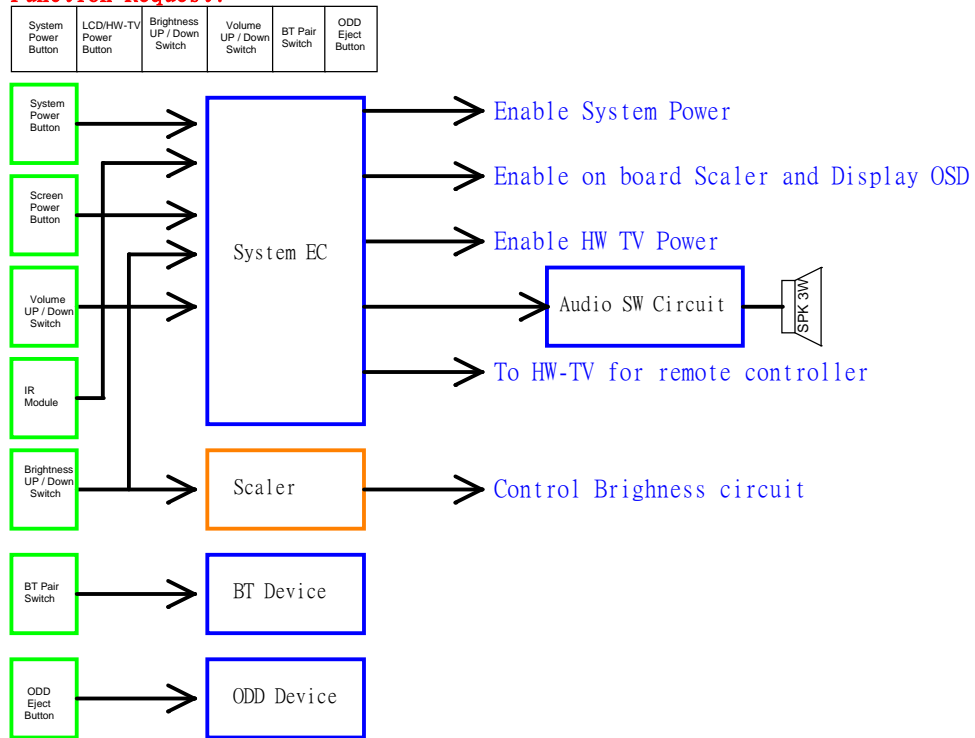 Function Request:
System
Power
Button
LCD/HW-TV
Power
Button
Brightness
UP / Down
Switch
Volume
UP / Down
Switch
BT Pair
Switch
ODD
Eject
Button
System
Power
Button
Screen
Power
Button
Volume
UP / Down
Switch
IR
Module
Brightness
UP / Down
Switch
BT Pair
Switch
ODD
Eject
Button
System EC
Scaler
BT Device
ODD Device
Enable System Power
Enable on board Scaler and Display OSD
Enable HW TV Power
Audio SW Circuit
SPK 3W
To HW-TV for remote controller
Control Brighness circuit